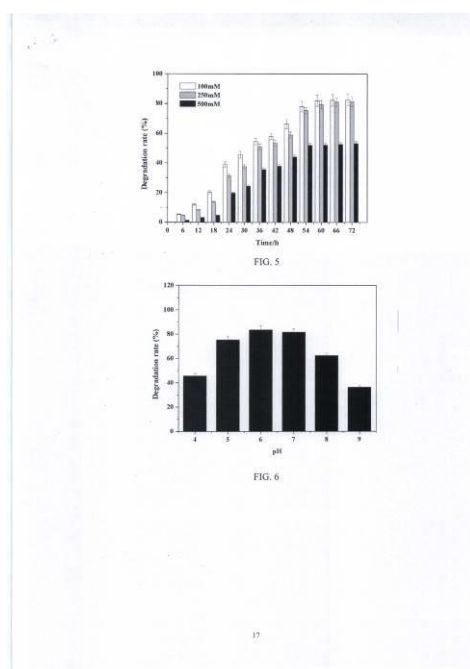 100
80
60
40
20
0
Degradation rate (%)
100mM
250mM
500mM
0 6 12 18 24 30 36 42 48 54 60 66 72
Time/h
FIG. 5
120
100
80
60
40
20
0
Degradation rate (%)
4 5 6 7 8 9
pH
FIG. 6
17